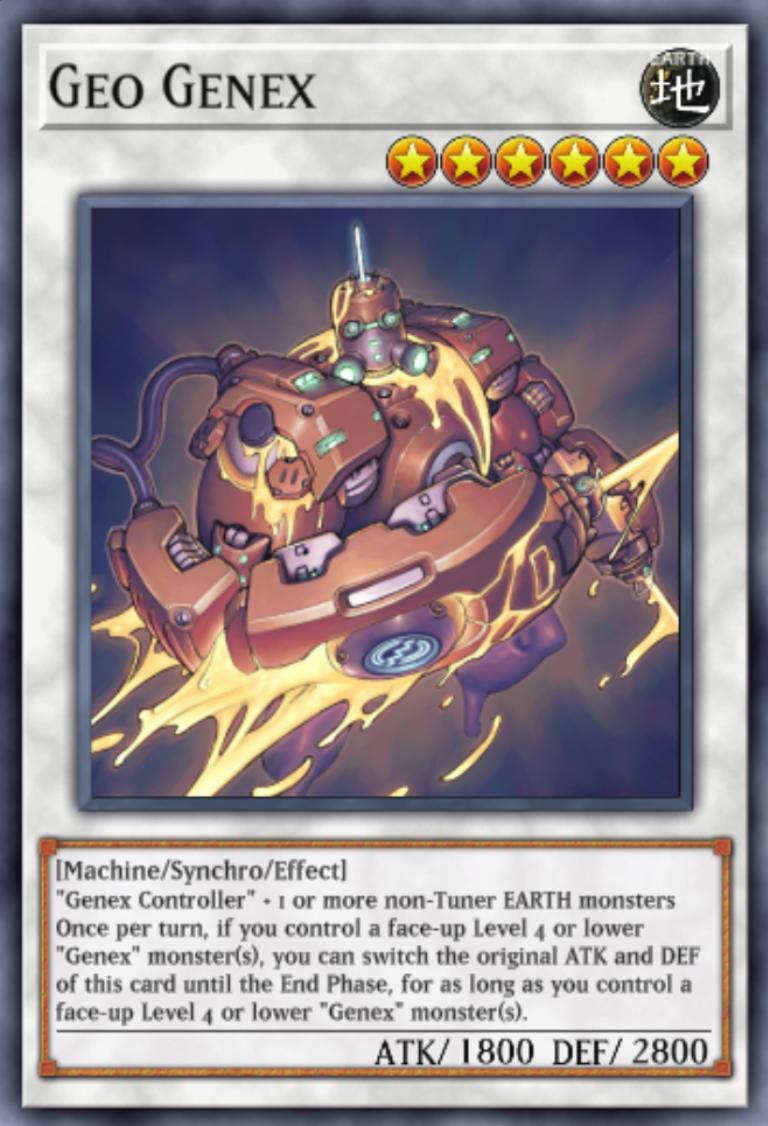 Geo Genex
EARTH
地
[Machine/Synchro/Effect]
"Genex Controller" + 1 or more non-Tuner EARTH monsters
Once per turn, if you control a face-up Level 4 or lower
"Genex" monster(s), you can switch the original ATK and DEF
of this card until the End Phase, for as long as you control a
face-up Level 4 or lower "Genex" monster(s).
ATK/ 1800 DEF/ 2800